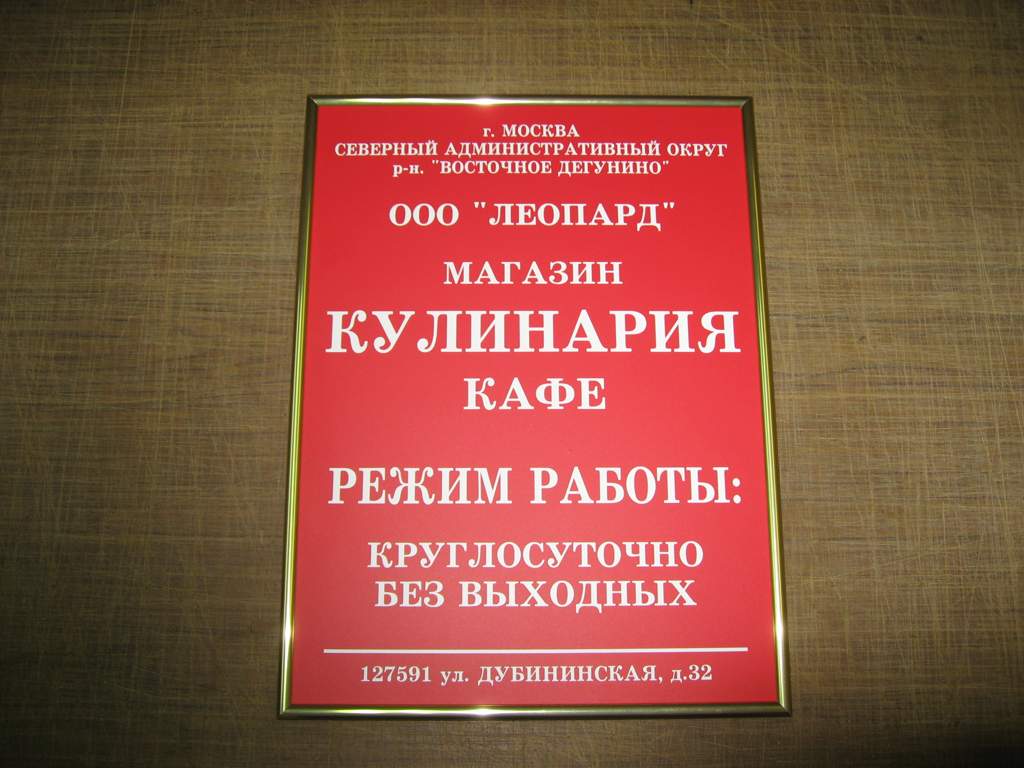 г. МОСКВА
СЕВЕРНЫЙ АДМИНИСТРАТИВНЫЙ ОКРУГ
р-н. "ВОСТОЧНОЕ ДЕГУНИНО"
ООО "ЛЕОПАРД"
МАГАЗИН
КУЛИНАРИЯ
КАФЕ
РЕЖИМ РАБОТЫ:
КРУГЛОСУТОЧНО
БЕЗ ВЫХОДНЫХ
127591 ул. ДУБИНИНСКАЯ, д.32